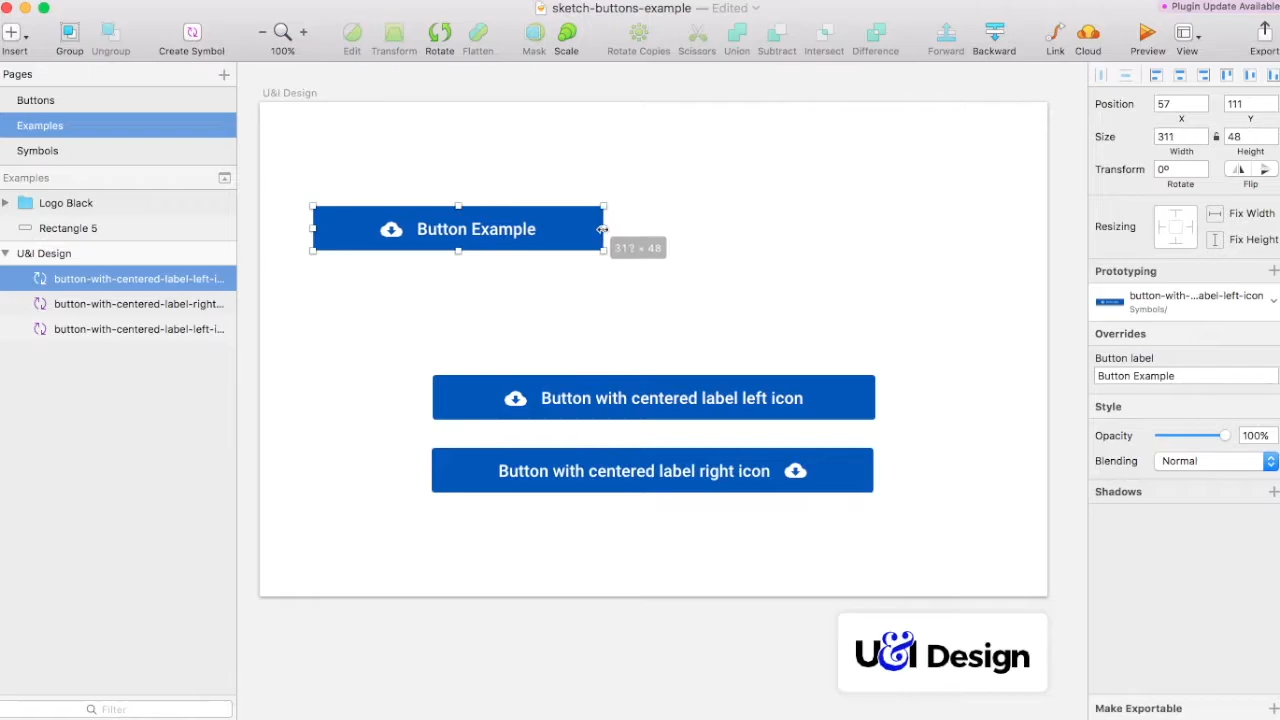 sketch-buttons-example — Edited
Plugin Update Available
Insert
Group
Ungroup
Create Symbol
100%
Edit
Transform
Rotate
Flatten
Mask
Scale
Rotate Copies
Scissors
Union
Subtract
Intersect
Difference
Forward
Backward
Link
Cloud
Preview
View
Export
Pages
Buttons
Examples
Symbols
Examples
Logo Black
Rectangle 5
U&I Design
button-with-centered-label-left-i...
button-with-centered-label-right...
button-with-centered-label-left-i...
Filter
U&I Design
Button Example
Button with centered label left icon
Button with centered label right icon
U&I Design
Position
57
111
X
Y
Size
311
48
Width
Height
Transform
0º
Rotate
Flip
Resizing
Fix Width
Fix Height
Prototyping
button-with-...abel-left-icon
Symbols/
Overrides
Button label
Button Example
Style
Opacity
100%
Blending
Normal
Shadows
Make Exportable